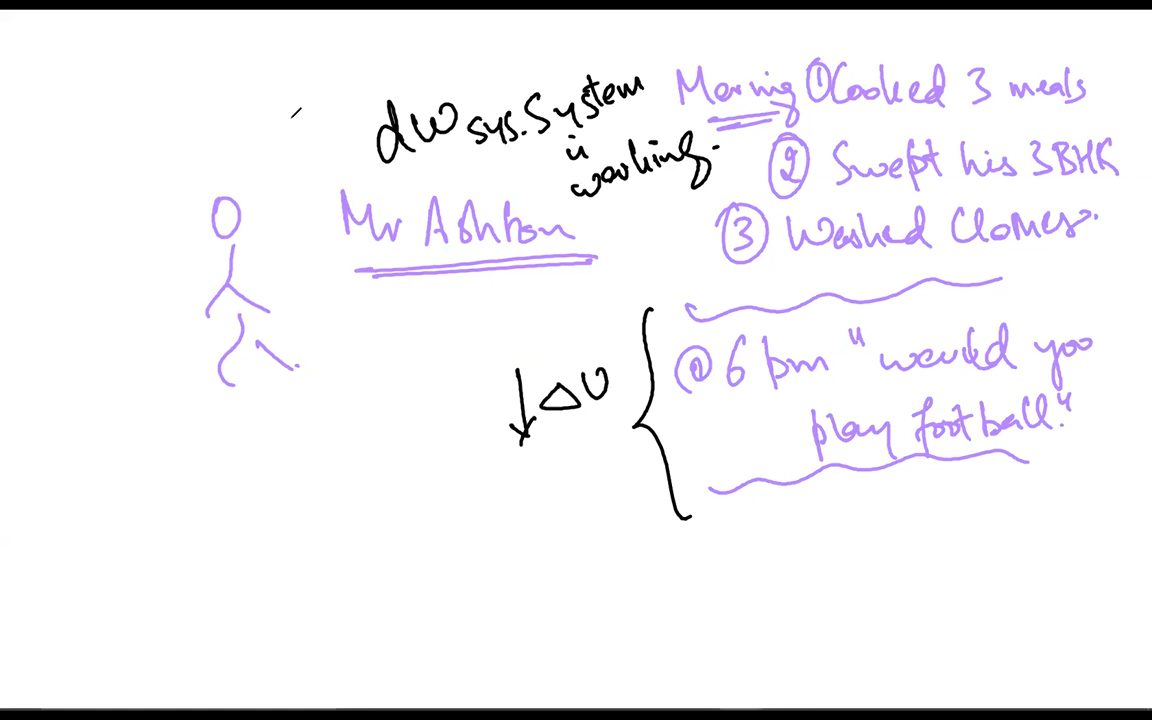 Morning ① Cooked 3 meals
dW sys. System
is
working.
② Swept his 3BHK
Mr Ashton
③ Washed Clothes.
@ 6 pm "would you
↓ ΔU
play football."